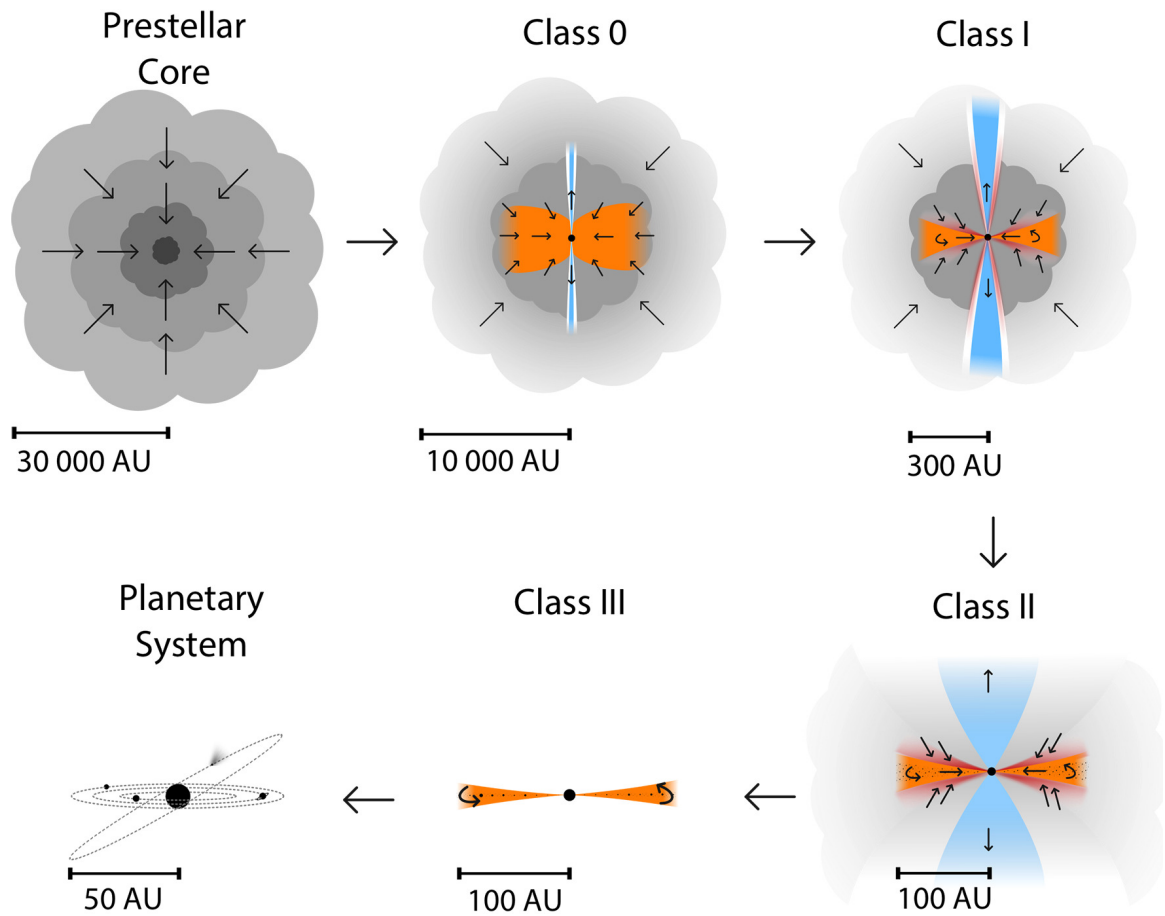 Prestellar
Core
Class 0
Class I
30 000 AU
10 000 AU
300 AU
Planetary
System
Class III
Class II
50 AU
100 AU
100 AU